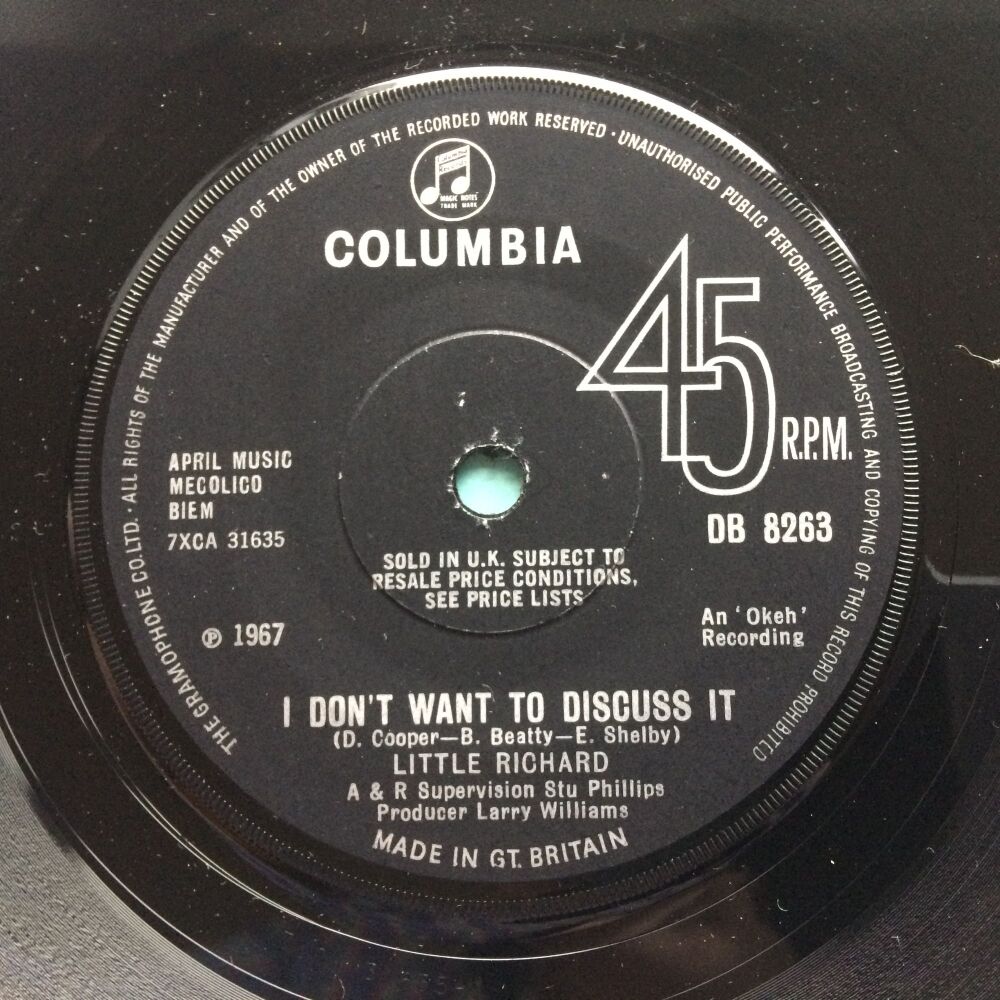 THE GRAMOPHONE CO. LTD. · ALL RIGHTS OF THE MANUFACTURER AND OF THE OWNER OF THE RECORDED WORK RESERVED · UNAUTHORISED PUBLIC PERFORMANCE BROADCASTING AND COPYING OF THIS RECORD PROHIBITED
Columbia
Records
MAGIC NOTES
TRADE MARK
COLUMBIA
45 R.P.M.
DB 8263
APRIL MUSIC
MECOLICO
BIEM
7XCA 31635
SOLD IN U.K. SUBJECT TO
RESALE PRICE CONDITIONS,
SEE PRICE LISTS
An 'Okeh'
Recording
℗ 1967
I DON'T WANT TO DISCUSS IT
(D. Cooper—B. Beatty—E. Shelby)
LITTLE RICHARD
A & R Supervision Stu Phillips
Producer Larry Williams
MADE IN GT. BRITAIN